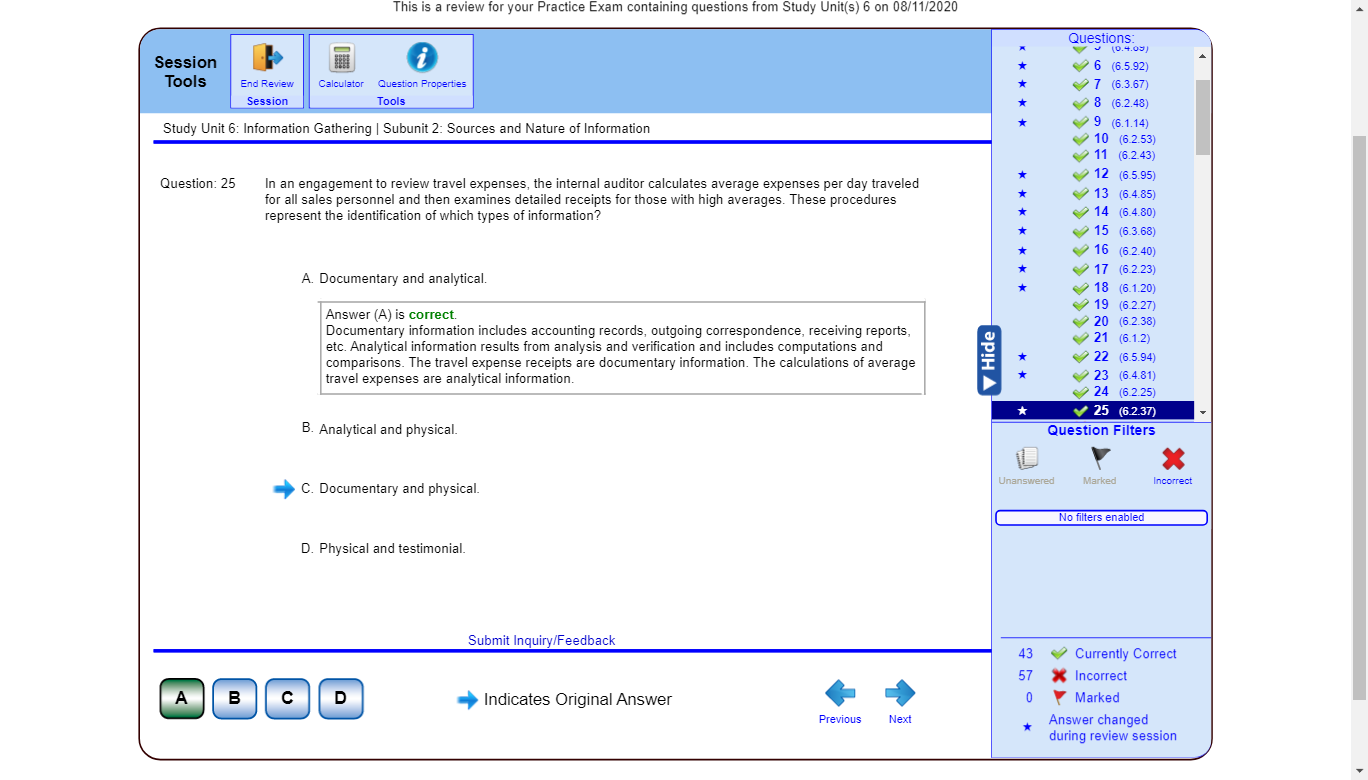 This is a review for your Practice Exam containing questions from Study Unit(s) 6 on 08/11/2020
Session
Tools
End Review
Session
Calculator
Question Properties
Tools
Study Unit 6: Information Gathering | Subunit 2: Sources and Nature of Information
Question: 25
In an engagement to review travel expenses, the internal auditor calculates average expenses per day traveled
for all sales personnel and then examines detailed receipts for those with high averages. These procedures
represent the identification of which types of information?
A. Documentary and analytical.
Answer (A) is correct.
Documentary information includes accounting records, outgoing correspondence, receiving reports,
etc. Analytical information results from analysis and verification and includes computations and
comparisons. The travel expense receipts are documentary information. The calculations of average
travel expenses are analytical information.
B. Analytical and physical.
C. Documentary and physical.
D. Physical and testimonial.
Submit Inquiry/Feedback
A B C D
Indicates Original Answer
Previous
Next
Hide
Questions:
5 (6.4.89)
6 (6.5.92)
7 (6.3.67)
8 (6.2.48)
9 (6.1.14)
10 (6.2.53)
11 (6.2.43)
12 (6.5.95)
13 (6.4.85)
14 (6.4.80)
15 (6.3.68)
16 (6.2.40)
17 (6.2.23)
18 (6.1.20)
19 (6.2.27)
20 (6.2.38)
21 (6.1.2)
22 (6.5.94)
23 (6.4.81)
24 (6.2.25)
25 (6.2.37)
Question Filters
Unanswered
Marked
Incorrect
No filters enabled
43 Currently Correct
57 Incorrect
0 Marked
Answer changed
during review session